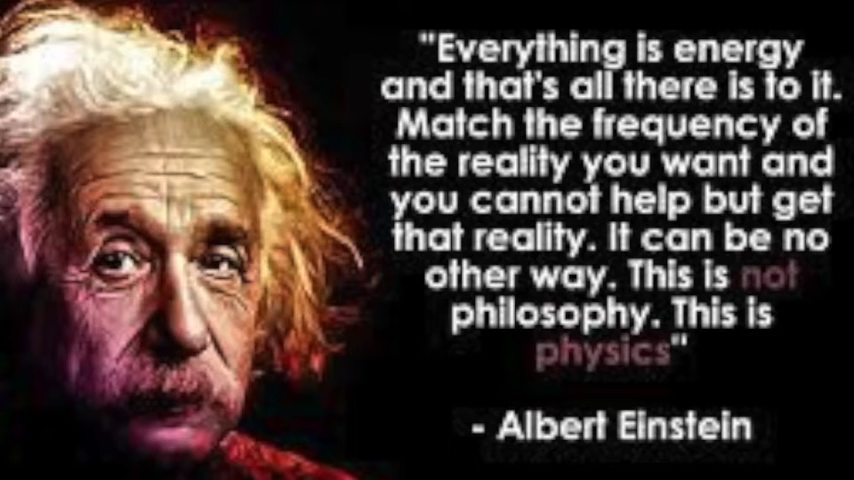 "Everything is energy
and that's all there is to it.
Match the frequency of
the reality you want and
you cannot help but get
that reality. It can be no
other way. This is not
philosophy. This is
physics"
- Albert Einstein